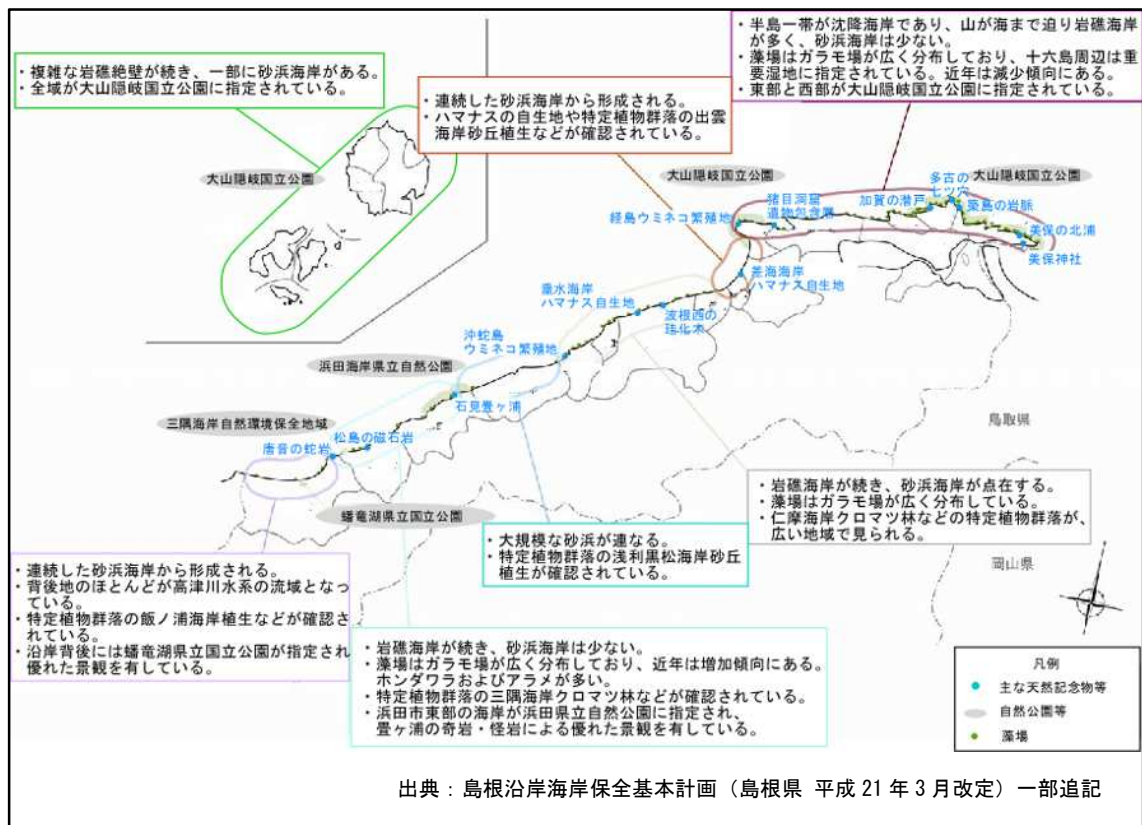 ・複雑な岩礁絶壁が続き、一部に砂浜海岸がある。
・全域が大山隠岐国立公園に指定されている。
・連続した砂浜海岸から形成される。
・ハマナスの自生地や特定植物群落の出雲
海岸砂丘植生などが確認されている。
・半島一帯が沈降海岸であり、山が海まで迫り岩礁海岸
が多く、砂浜海岸は少ない。
・藻場はガラモ場が広く分布しており、十六島周辺は重
要湿地に指定されている。近年は減少傾向にある。
・東部と西部が大山隠岐国立公園に指定されている。
大山隠岐国立公園
大山隠岐国立公園
大山隠岐国立公園
多古の
七ツ穴
猪目洞窟
遺物包含層
加賀の潜戸
築島の岩脈
経島ウミネコ繁殖地
美保の北浦
美保神社
差海海岸
ハマナス自生地
垂水海岸
ハマナス自生地
波根西の
珪化木
沖蛇島
ウミネコ繁殖地
浜田海岸県立自然公園
石見畳ヶ浦
三隅海岸自然環境保全地域
松島の磁石岩
唐音の蛇岩
蟠竜湖県立国立公園
鳥取県
岡山県
・岩礁海岸が続き、砂浜海岸が点在する。
・藻場はガラモ場が広く分布している。
・仁摩海岸クロマツ林などの特定植物群落が、
広い地域で見られる。
・大規模な砂浜が連なる。
・特定植物群落の浅利黒松海岸砂丘
植生が確認されている。
・連続した砂浜海岸から形成される。
・背後地のほとんどが高津川水系の流域となっ
ている。
・特定植物群落の飯ノ浦海岸植生などが確認さ
れている。
・沿岸背後には蟠竜湖県立国立公園が指定され
優れた景観を有している。
・岩礁海岸が続き、砂浜海岸は少ない。
・藻場はガラモ場が広く分布しており、近年は増加傾向にある。
ホンダワラおよびアラメが多い。
・特定植物群落の三隅海岸クロマツ林などが確認されている。
・浜田市東部の海岸が浜田県立自然公園に指定され、
畳ヶ浦の奇岩・怪岩による優れた景観を有している。
凡例
主な天然記念物等
自然公園等
藻場
出典：島根沿岸海岸保全基本計画（島根県 平成21年3月改定）一部追記